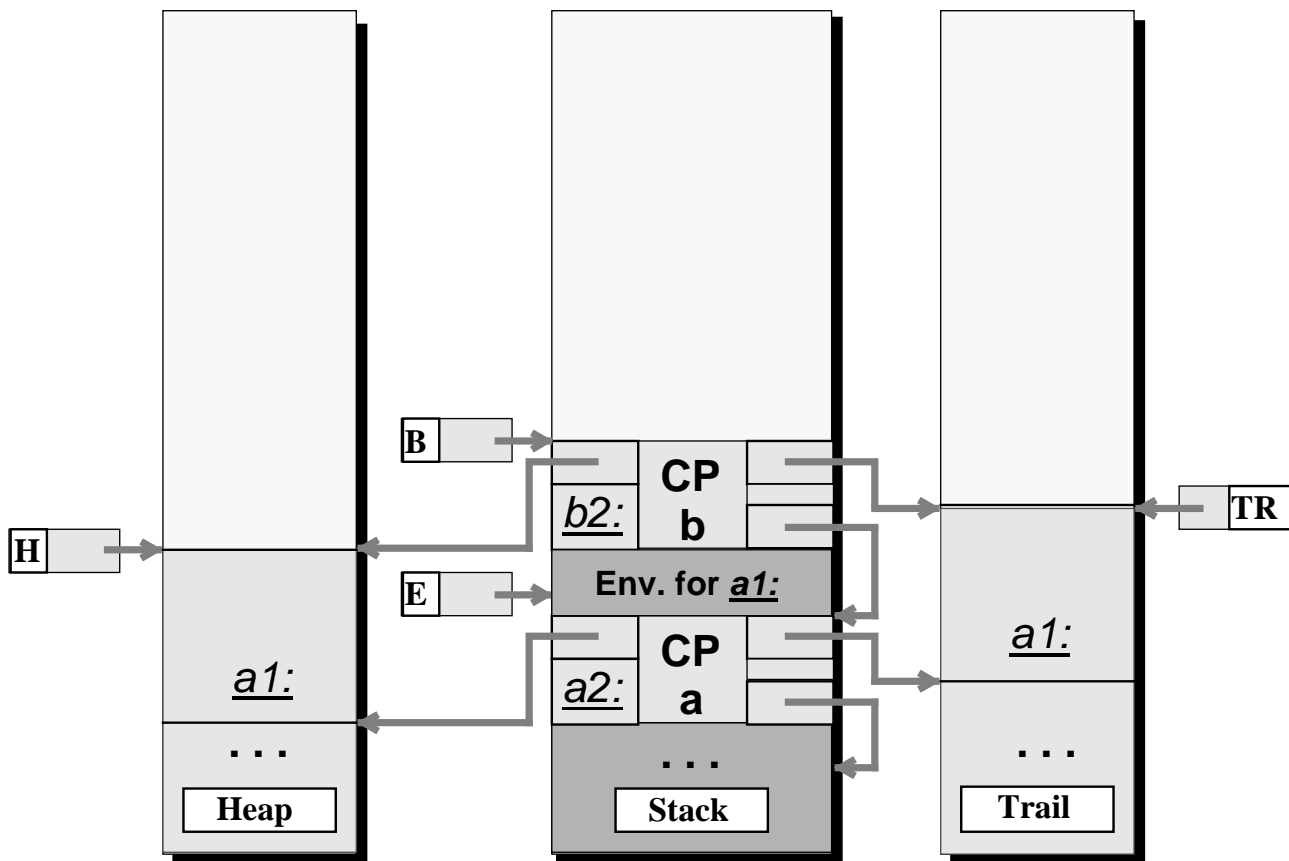 B
CP
b2:
b
H
TR
E
Env. for a1:
a1:
CP
a1:
a2:
a
. . .
. . .
. . .
Heap
Stack
Trail